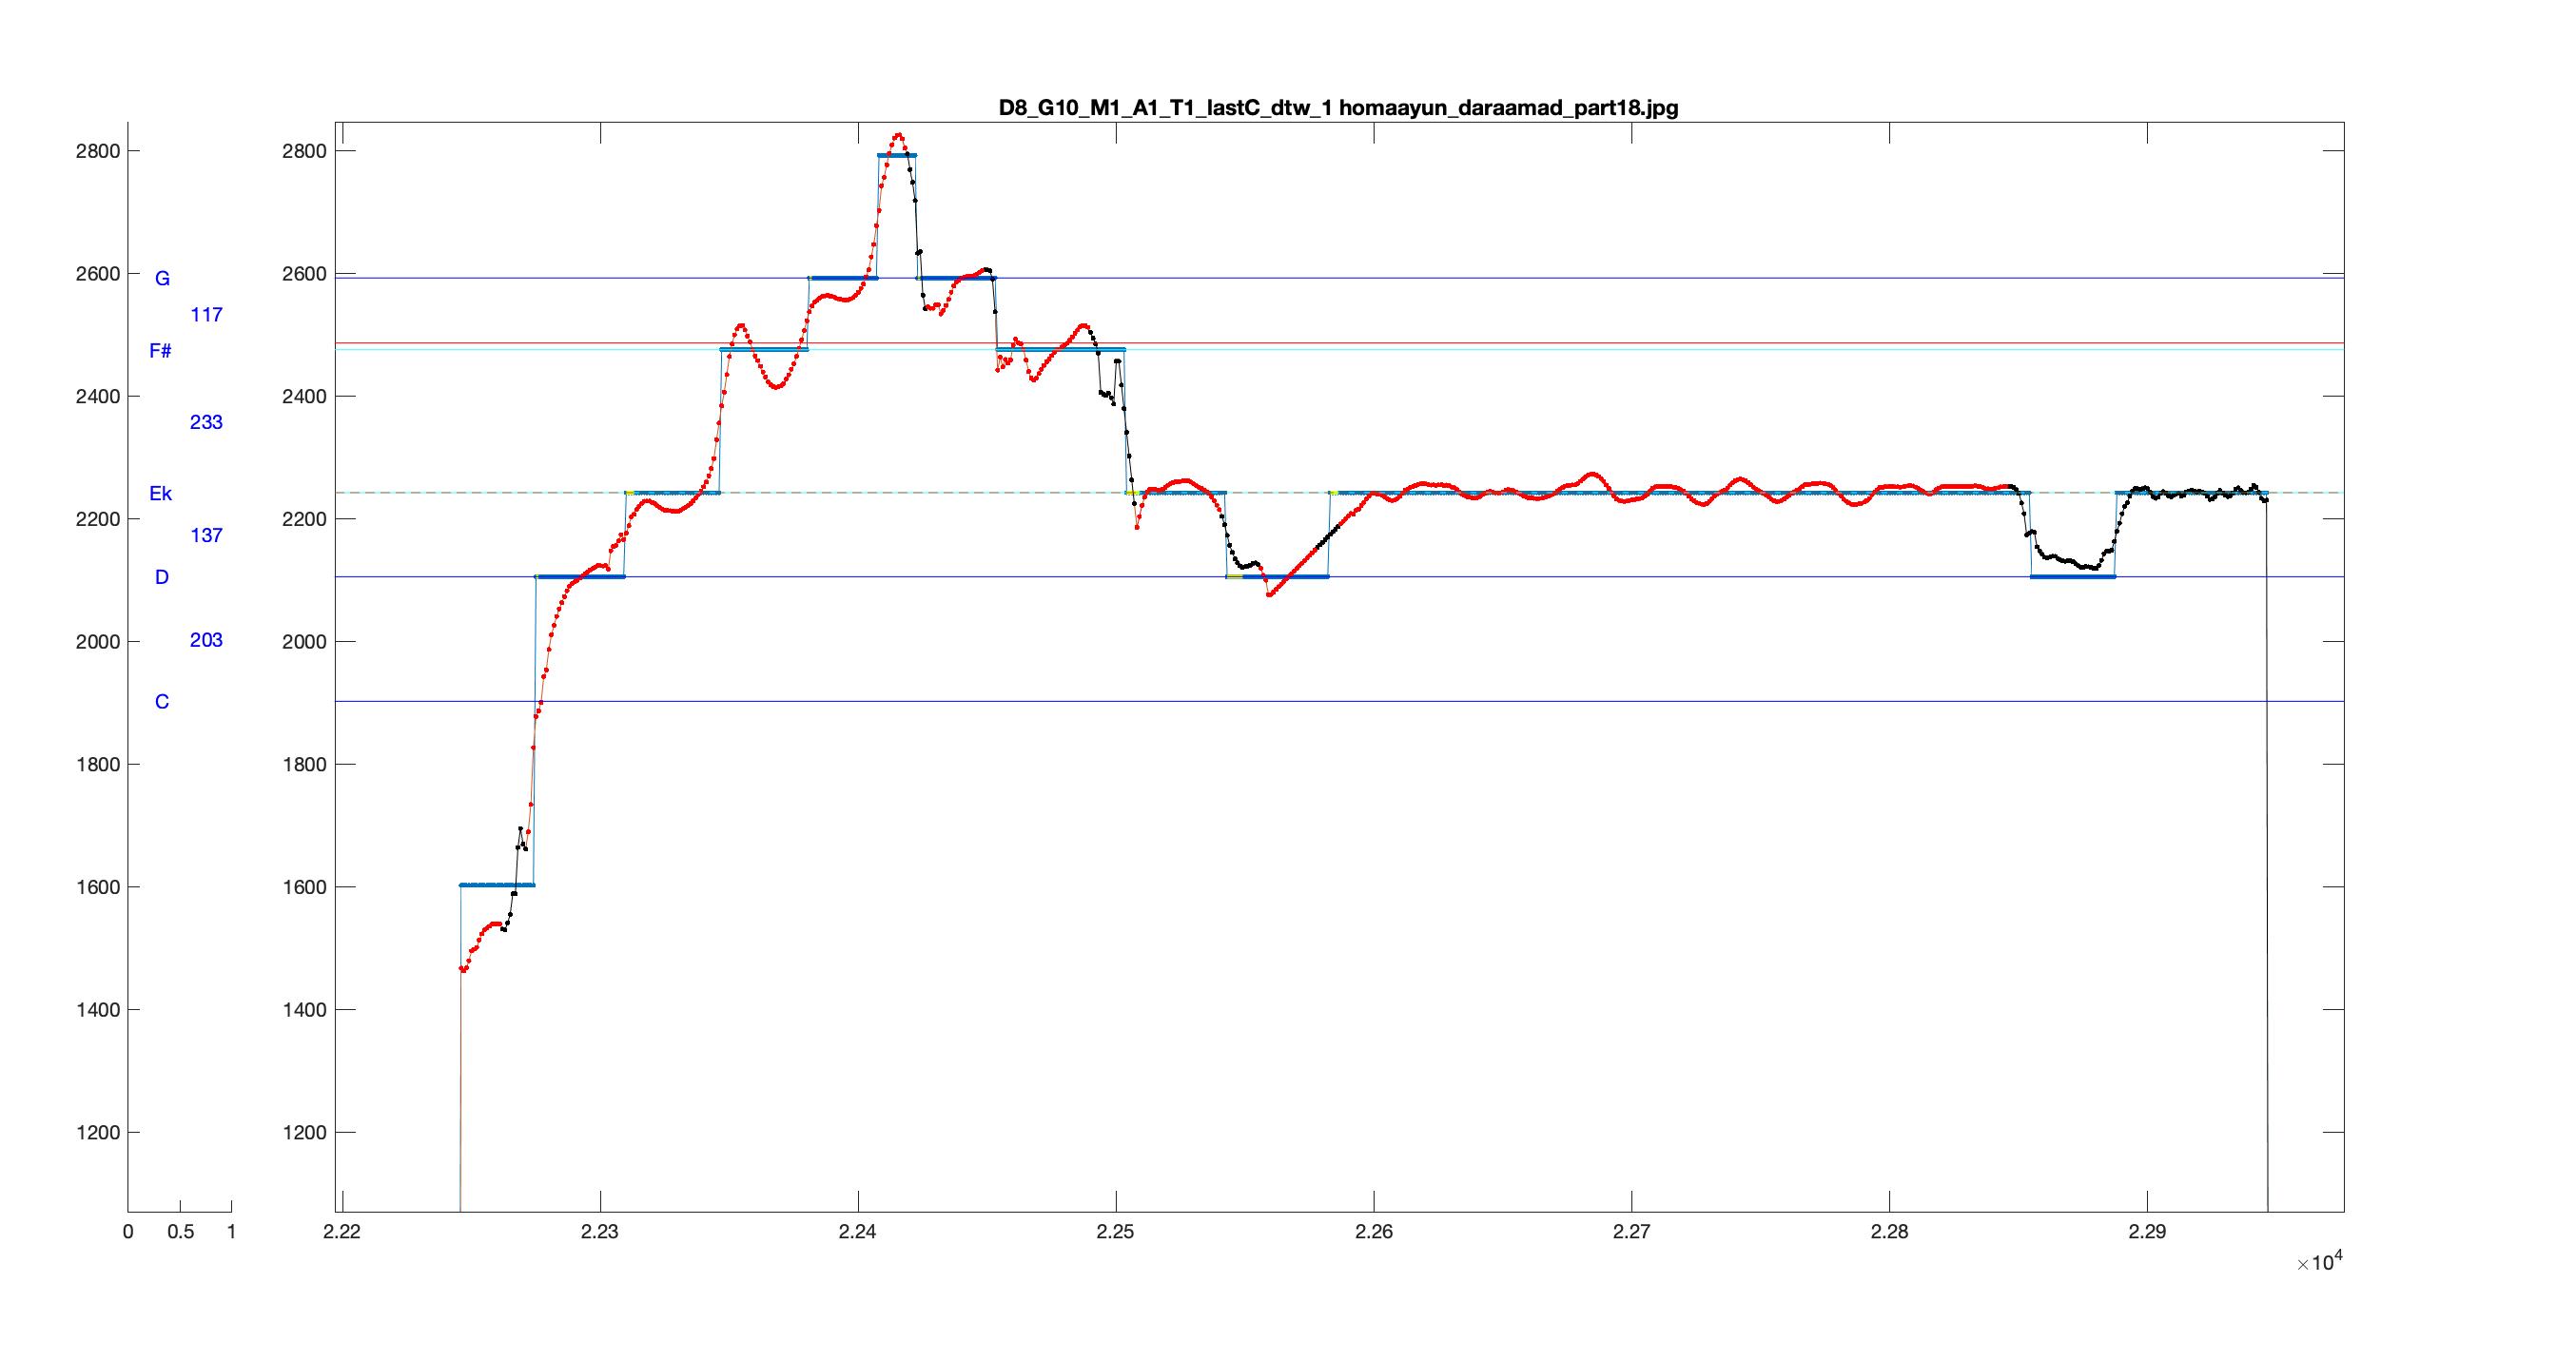 D8_G10_M1_A1_T1_lastC_dtw_1 homaayun_daraamad_part18.jpg
2800 2800
2600 G 2600
117
F#
2400 2400
233
Ek
2200 2200
137
D
2000 203 2000
C
1800 1800
1600 1600
1400 1400
1200 1200
0 0.5 1 2.22 2.23 2.24 2.25 2.26 2.27 2.28 2.29
×10⁴